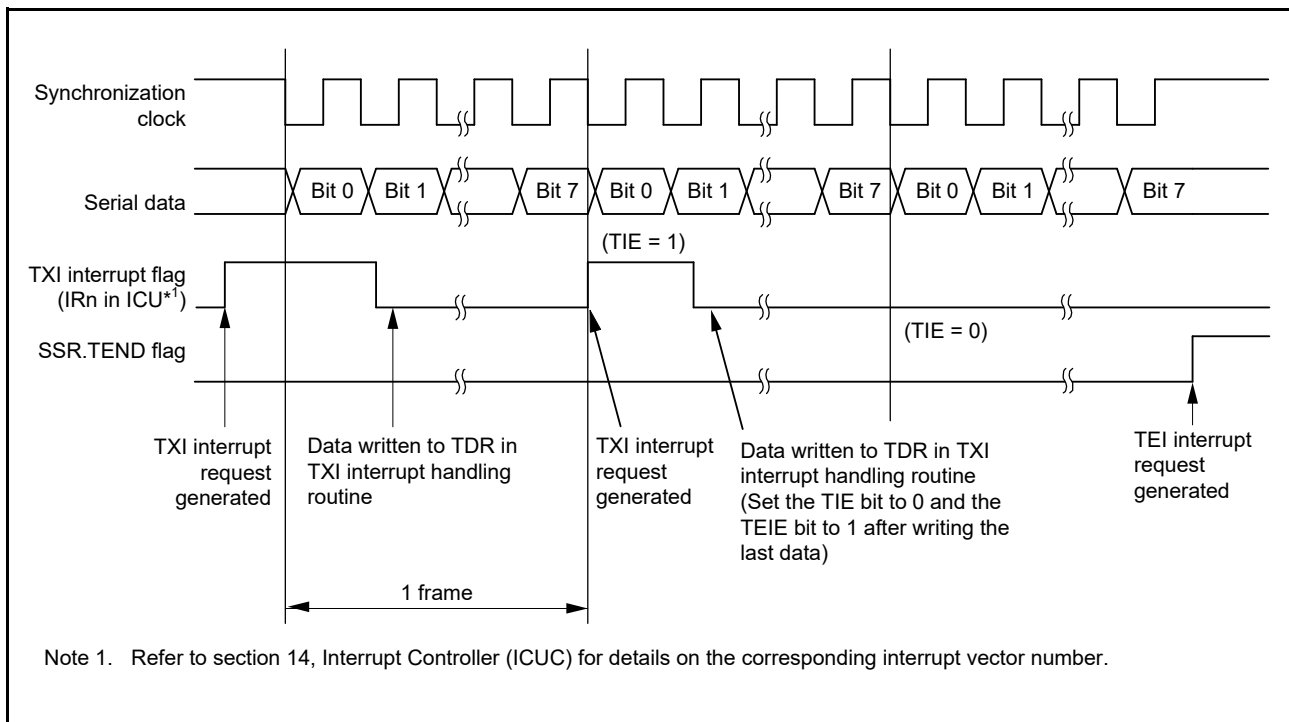 Synchronization
clock
Serial data
Bit 0 Bit 1 Bit 7 Bit 0 Bit 1 Bit 7 Bit 0 Bit 1 Bit 7
(TIE = 1)
TXI interrupt flag
(IRn in ICU*1)
(TIE = 0)
SSR.TEND flag
TXI interrupt
request
generated
Data written to TDR in
TXI interrupt handling
routine
TXI interrupt
request
generated
Data written to TDR in TXI
interrupt handling routine
(Set the TIE bit to 0 and the
TEIE bit to 1 after writing the
last data)
TEI interrupt
request
generated
1 frame
Note 1. Refer to section 14, Interrupt Controller (ICUC) for details on the corresponding interrupt vector number.